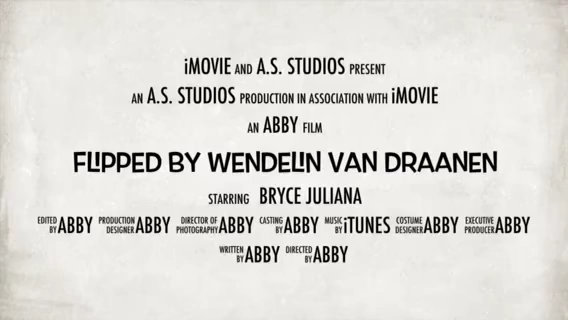 iMOVIE AND A.S. STUDIOS PRESENT
AN A.S. STUDIOS PRODUCTION IN ASSOCIATION WITH iMOVIE
AN ABBY FILM
FLIPPED BY WENDELIN VAN DRAANEN
STARRING BRYCE JULIANA
EDITED BY ABBY PRODUCTION DESIGNER ABBY DIRECTOR OF PHOTOGRAPHY ABBY CASTING BY ABBY MUSIC BY iTUNES COSTUME DESIGNER ABBY EXECUTIVE PRODUCER ABBY
WRITTEN BY ABBY DIRECTED BY ABBY